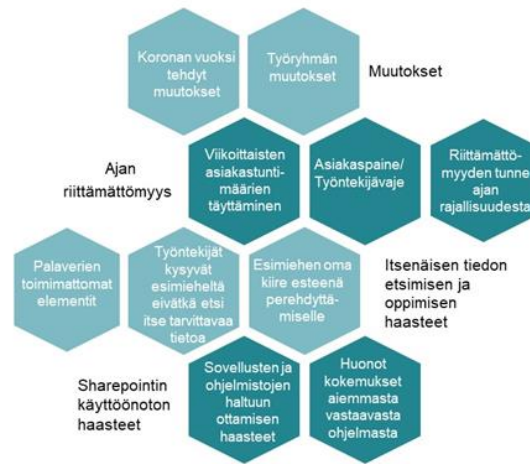 Koronan vuoksi
tehdyt
muutokset
Työryhmän
muutokset
Muutokset
Ajan
riittämättömyys
Viikoittaisten
asiakastunti-
määrien
täyttäminen
Asiakaspaine/
Työntekijävaje
Riittämättö-
myyden tunne
ajan
rajallisuudesta
Palaverien
toimimattomat
elementit
Työntekijät
kysyvät
esimieheltä
eivätkä etsi
itse tarvittavaa
tietoa
Esimiehen oma
kiire esteenä
perehdyttä-
miselle
Itsenäisen tiedon
etsimisen ja
oppimisen
haasteet
Sharepointin
käyttöönoton
haasteet
Sovellusten ja
ohjelmistojen
haltuun
ottamisen
haasteet
Huonot
kokemukset
aiemmasta
vastaavasta
ohjelmasta